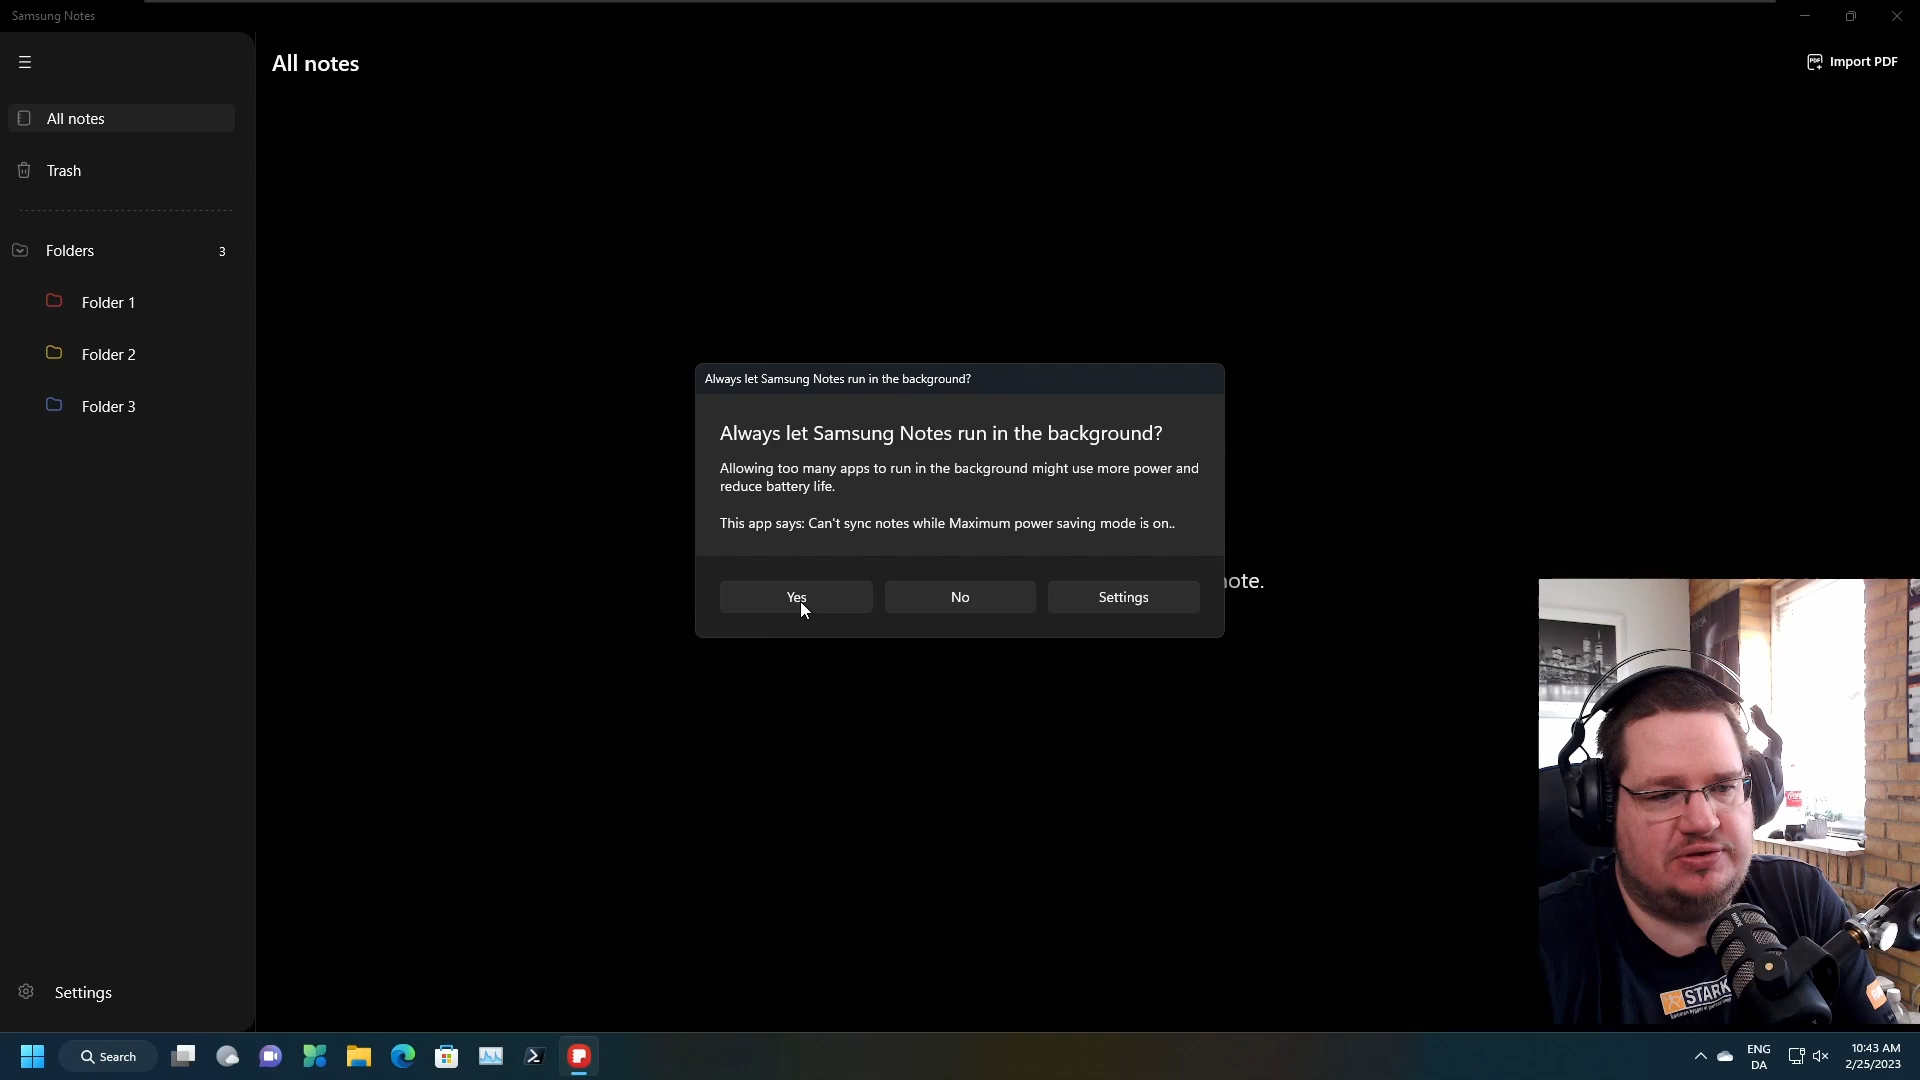 Samsung Notes
All notes
Import PDF
All notes
Trash
Folders 3
Folder 1
Folder 2
Folder 3
Always let Samsung Notes run in the background?
Always let Samsung Notes run in the background?
Allowing too many apps to run in the background might use more power and
reduce battery life.
This app says: Can't sync notes while Maximum power saving mode is on..
Yes No Settings
note.
STARK
Settings
Search
ENG
DA
10:43 AM
2/25/2023